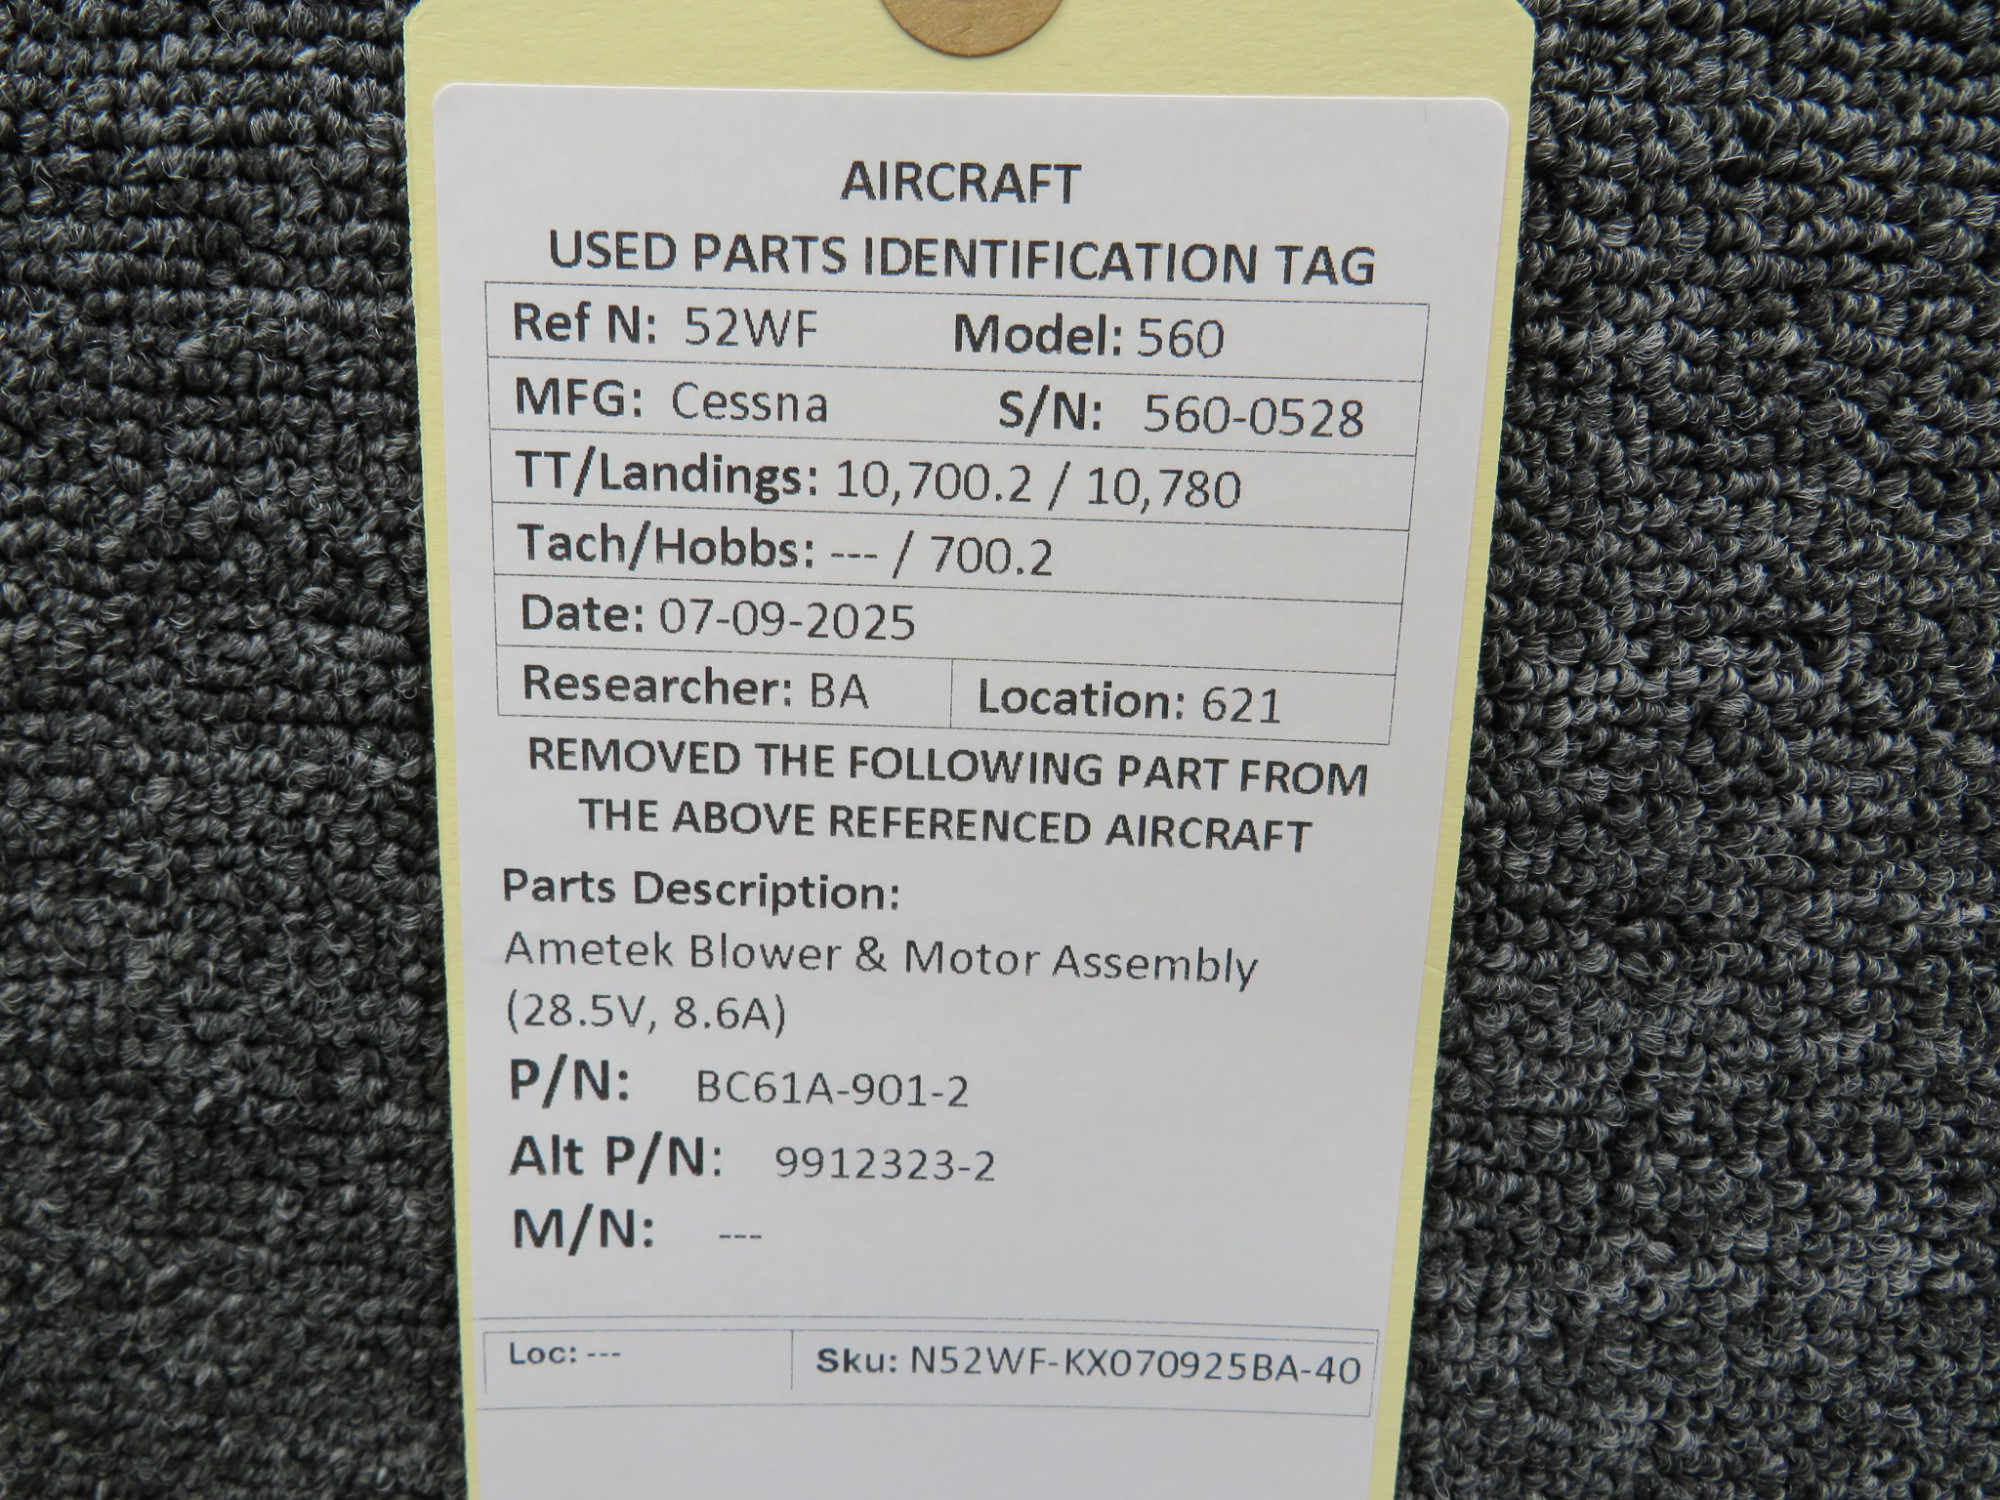 AIRCRAFT
USED PARTS IDENTIFICATION TAG
Ref N: 52WF Model: 560
MFG: Cessna S/N: 560-0528
TT/Landings: 10,700.2 / 10,780
Tach/Hobbs: --- / 700.2
Date: 07-09-2025
Researcher: BA Location: 621
REMOVED THE FOLLOWING PART FROM
THE ABOVE REFERENCED AIRCRAFT
Parts Description:
Ametek Blower & Motor Assembly
(28.5V, 8.6A)
P/N: BC61A-901-2
Alt P/N: 9912323-2
M/N: ---
Loc: --- Sku: N52WF-KX070925BA-40